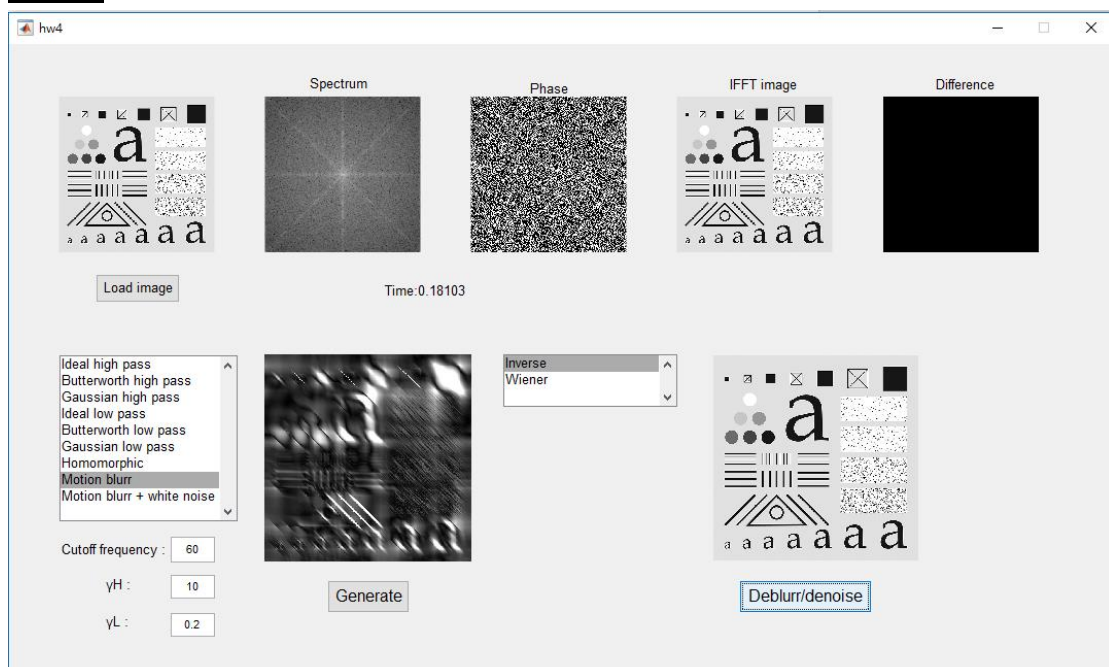 hw4
Spectrum
Phase
IFFT image
Difference
a
a a a a a a a
a
a a a a a a a
Load image
Time:0.18103
Ideal high pass
Butterworth high pass
Gaussian high pass
Ideal low pass
Butterworth low pass
Gaussian low pass
Homomorphic
Motion blurr
Motion blurr + white noise
Inverse
Wiener
a
a a a a a a a
Cutoff frequency : 60
γH : 10
γL : 0.2
Generate
Deblurr/denoise